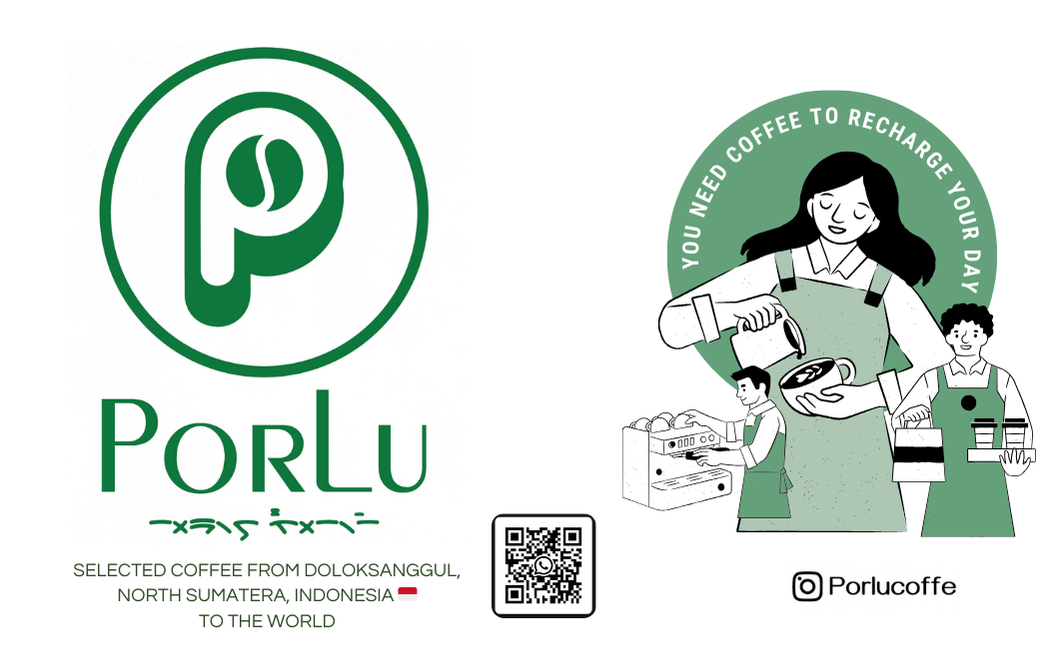 PORLU
SELECTED COFFEE FROM DOLOKSANGGUL,
NORTH SUMATERA, INDONESIA 🇮🇩
TO THE WORLD
YOU NEED COFFEE TO RECHARGE YOUR DAY
Porlucoffe